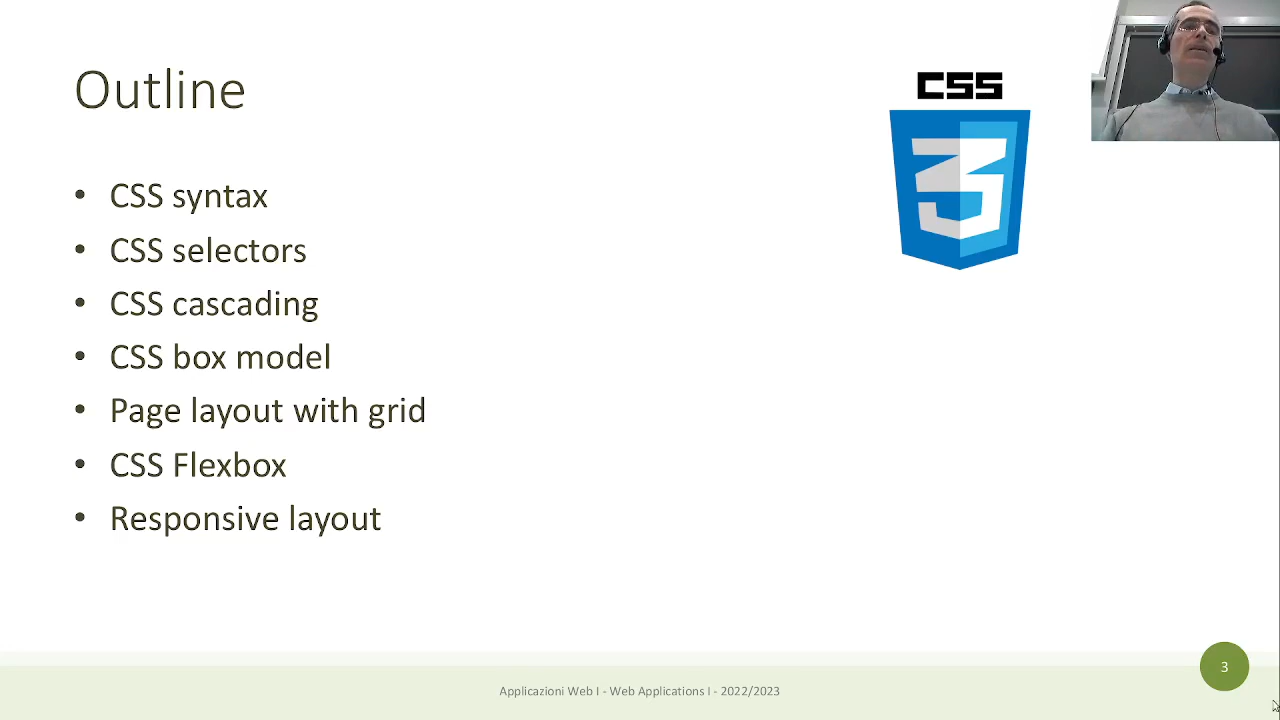 Outline
CSS
3
• CSS syntax
• CSS selectors
• CSS cascading
• CSS box model
• Page layout with grid
• CSS Flexbox
• Responsive layout
3
Applicazioni Web I - Web Applications I - 2022/2023